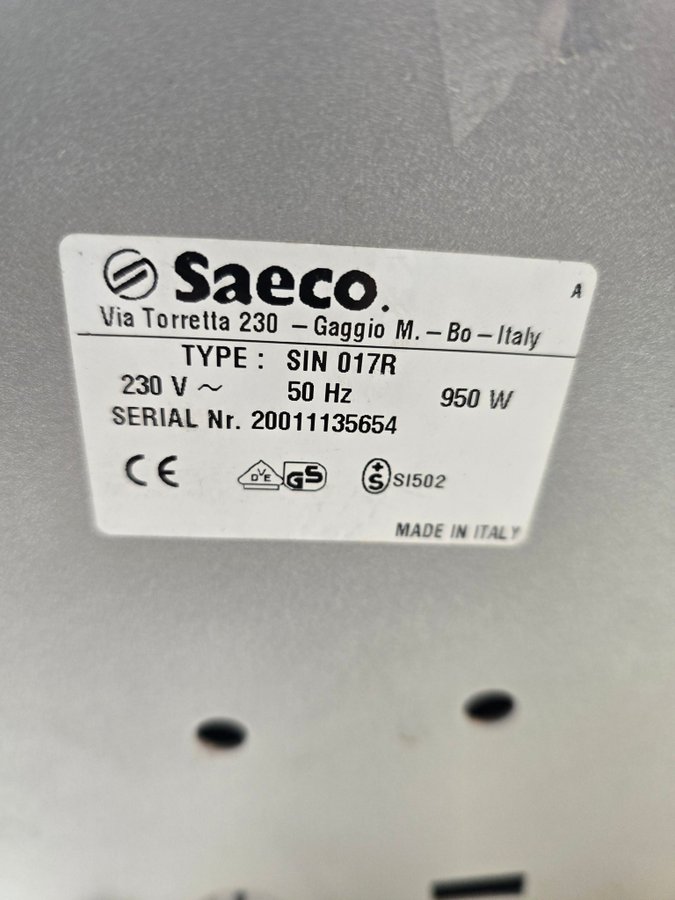 Saeco.
A
Via Torretta 230 – Gaggio M. – Bo – Italy
TYPE : SIN 017R
230 V ~ 50 Hz 950 W
SERIAL Nr. 20011135654
CE DVE GS +S SI502
MADE IN ITALY